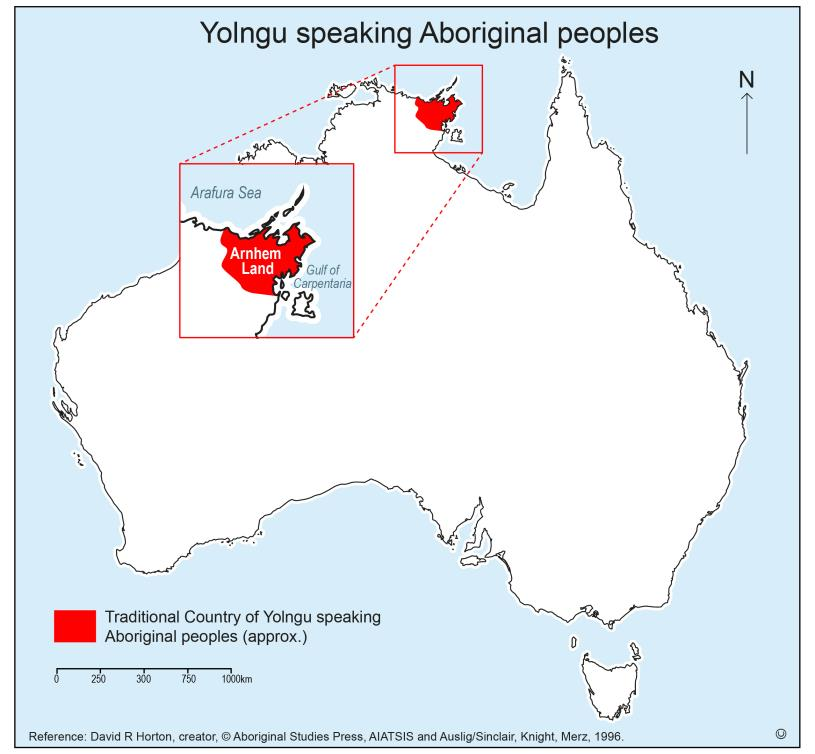 Yolngu speaking Aboriginal peoples
N
Arafura Sea
Arnhem
Land
Gulf of
Carpentaria
Traditional Country of Yolngu speaking
Aboriginal peoples (approx.)
0 250 300 750 1000km
Reference: David R Horton, creator, © Aboriginal Studies Press, AIATSIS and Auslig/Sinclair, Knight, Merz, 1996.